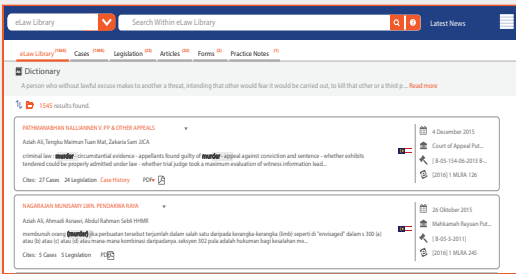 eLaw Library
Search Within eLaw Library
Latest News
eLaw Library
Cases
Legislation (23)
Articles (24)
Forms (2)
Practice Notes (1)
Dictionary
A person who without lawful excuse makes to another a threat, intending that other would fear it would be carried out, to kill that other or a third p ... Read more
1545 results found.
PATHMANABHAN NALLIANNEN V. PP & OTHER APPEALS
Aziah Ali, Tengku Maimun Tuan Mat, Zakaria Sam JJCA
criminal law : murder - circumstantial evidence - appellants found guilty of murder - appeal against conviction and sentence - whether exhibits
tendered could be properly admitted under law - whether trial judge took a maximum evaluation of witness information lead...
Cites: 27 Cases 24 Legislation Case History PDF
4 December 2015
Court of Appeal Put...
[ B-05-154-06-2013 B-...
[2016] 1 MLRA 126
NAGARAJAN MUNISAMY LWN. PENDAKWA RAYA
Aziah Ali, Ahmadi Asnawi, Abdul Rahman Sebli HHMR
membunuh orang (murder) jika perbuatan tersebut terjumlah dalam salah satu daripada kerangka-kerangka (limb) seperti di "envisaged" dalam s 300 (a)
atau (b) atau (c) atau (d) atau mana-mana kombinasi daripadanya. seksyen 302 pula adalah hukuman bagi kesalahan me...
Cites: 5 Cases 5 Legislation PDF
26 Oktober 2015
Mahkamah Rayuan Put...
[ B-05-3-2011]
[2016] 1 MLRA 245